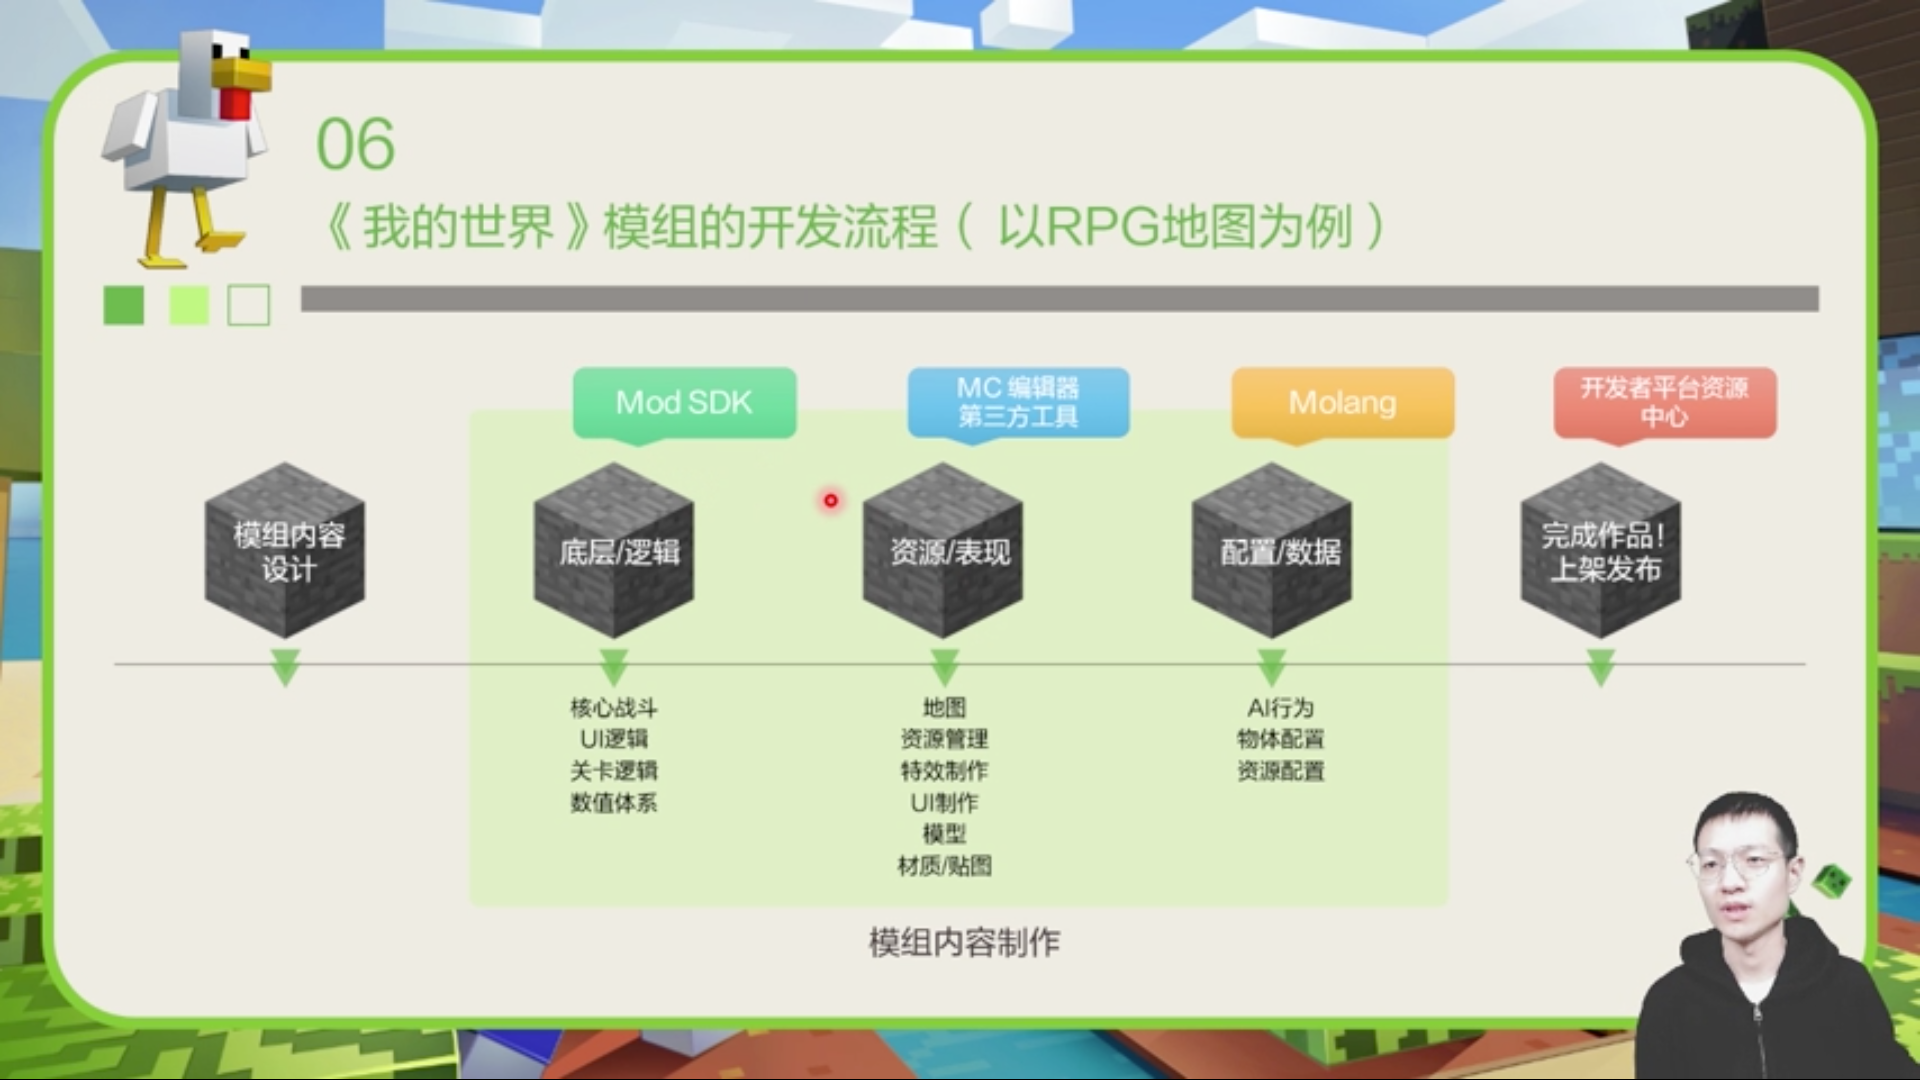 06
《我的世界》模组的开发流程（以RPG地图为例）
Mod SDK
MC 编辑器
第三方工具
Molang
开发者平台资源
中心
模组内容
设计
底层/逻辑
资源/表现
配置/数据
完成作品！
上架发布
核心战斗
UI逻辑
关卡逻辑
数值体系
地图
资源管理
特效制作
UI制作
模型
材质/贴图
AI行为
物体配置
资源配置
模组内容制作